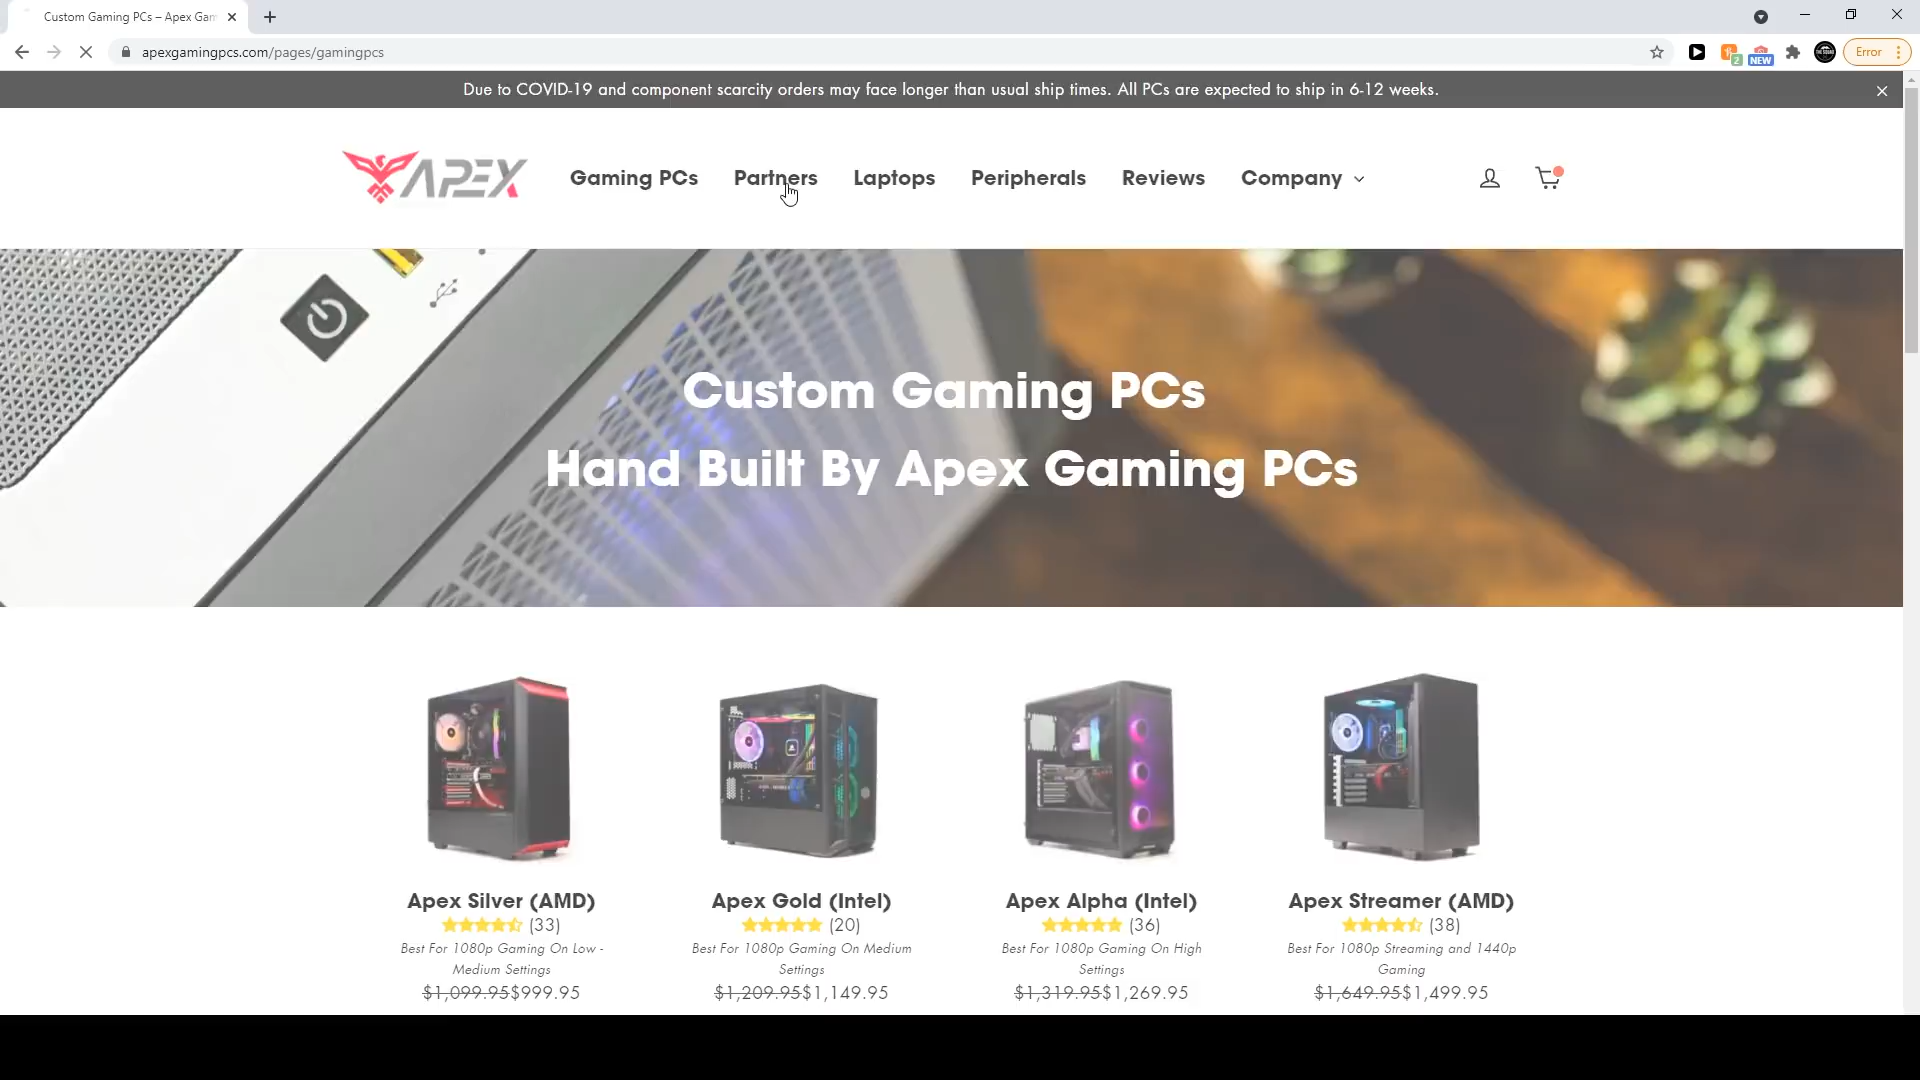 Custom Gaming PCs – Apex Gam
apexgamingpcs.com/pages/gamingpcs
2
NEW
Error
Due to COVID-19 and component scarcity orders may face longer than usual ship times. All PCs are expected to ship in 6-12 weeks.
APEX
Gaming PCs
Partners
Laptops
Peripherals
Reviews
Company
Custom Gaming PCs
Hand Built By Apex Gaming PCs
Apex Silver (AMD)
(33)
Best For 1080p Gaming On Low -
Medium Settings
$1,099.95$999.95
Apex Gold (Intel)
(20)
Best For 1080p Gaming On Medium
Settings
$1,209.95$1,149.95
Apex Alpha (Intel)
(36)
Best For 1080p Gaming On High
Settings
$1,319.95$1,269.95
Apex Streamer (AMD)
(38)
Best For 1080p Streaming and 1440p
Gaming
$1,649.95$1,499.95